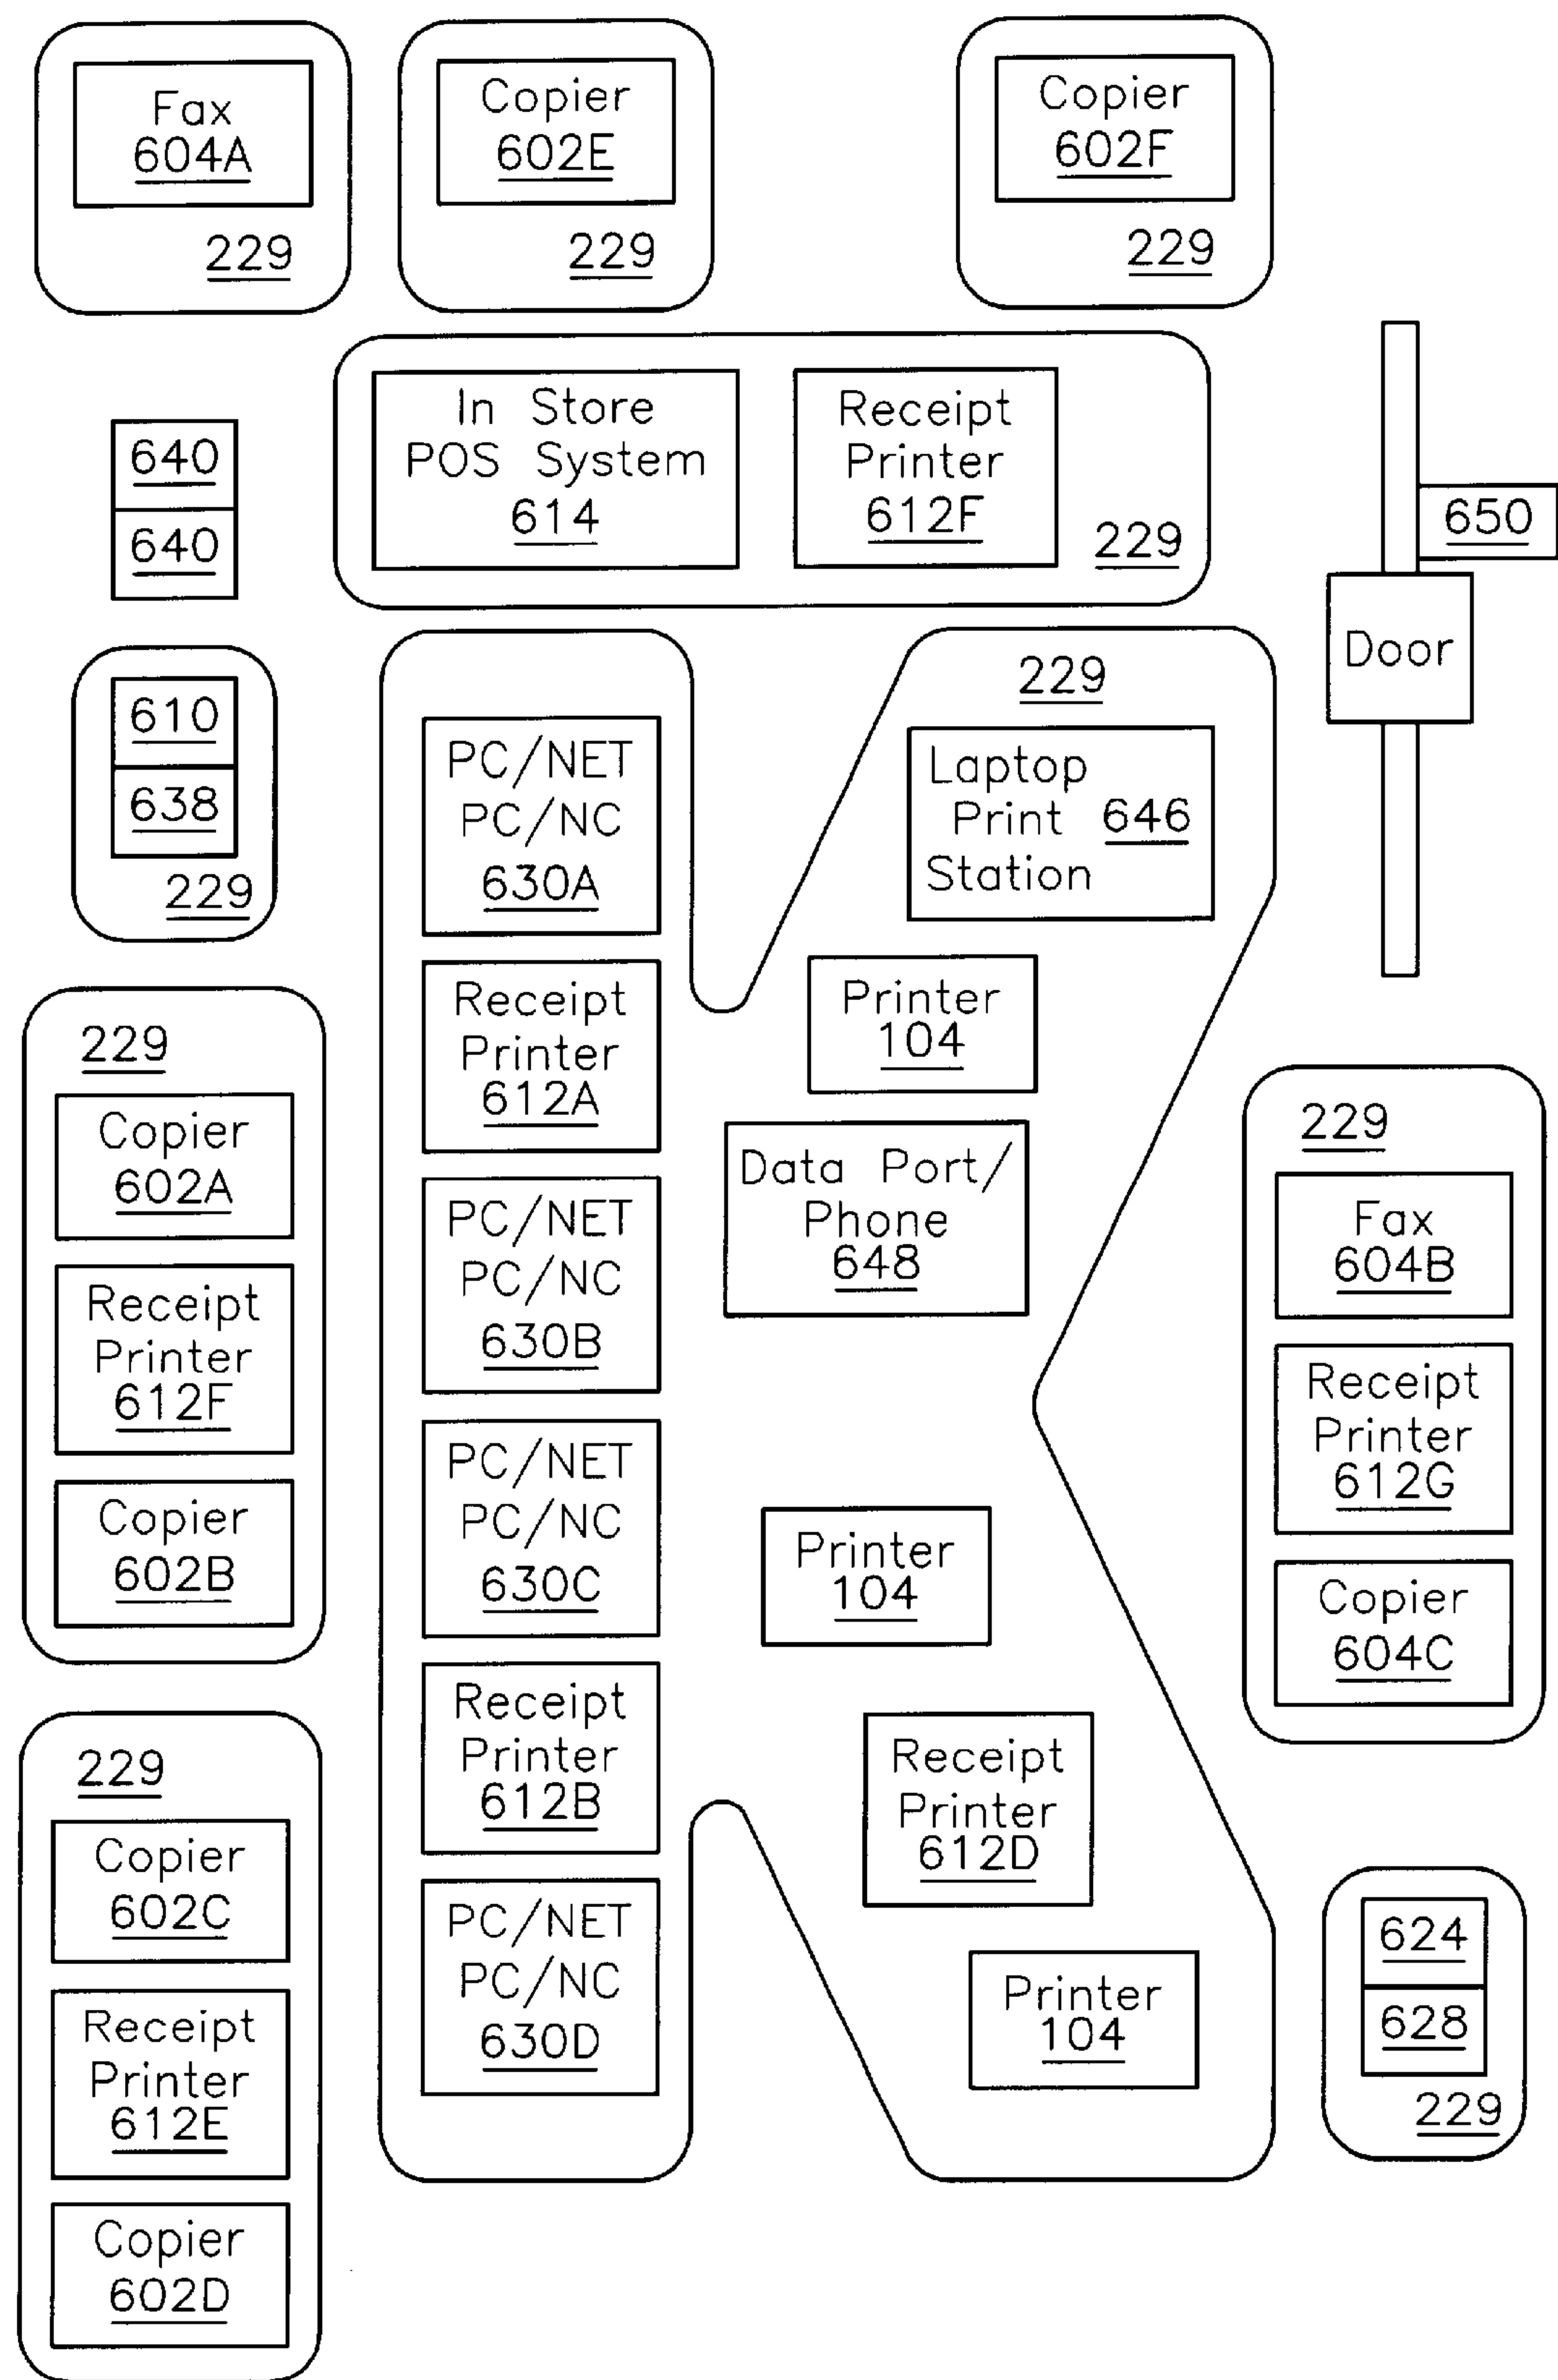 Fax
604A
229
Copier
602E
229
Copier
602F
229
In Store
POS System
614
Receipt
Printer
612F
229
640
640
650
Door
610
638
229
229
Laptop
Print 646
Station
PC/NET
PC/NC
630A
Receipt
Printer
612A
PC/NET
PC/NC
630B
PC/NET
PC/NC
630C
Receipt
Printer
612B
PC/NET
PC/NC
630D
Printer
104
Data Port/
Phone
648
Printer
104
Receipt
Printer
612D
Printer
104
229
Copier
602A
Receipt
Printer
612F
Copier
602B
229
Copier
602C
Receipt
Printer
612E
Copier
602D
229
Fax
604B
Receipt
Printer
612G
Copier
604C
624
628
229